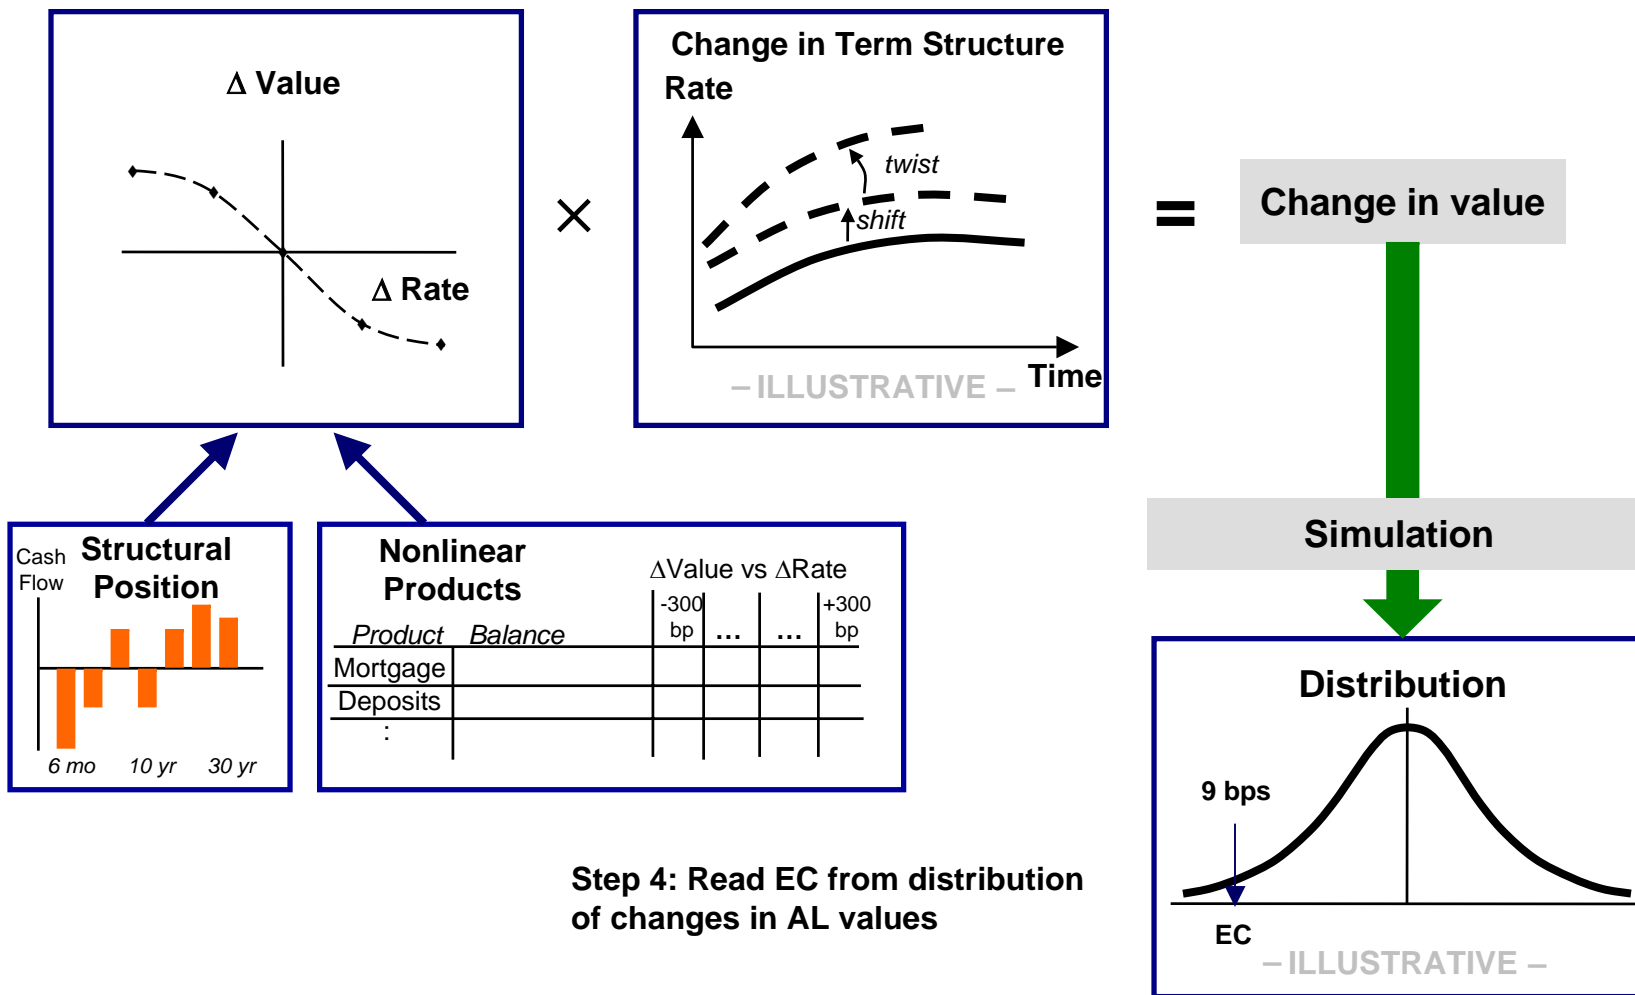 Δ Value
Δ Rate
×
Change in Term Structure
Rate
twist
shift
Time
– ILLUSTRATIVE –
=
Change in value
Simulation
Structural
Position
Cash
Flow
6 mo 10 yr 30 yr
Nonlinear
Products
ΔValue vs ΔRate
Product Balance -300 bp ... ... +300 bp
Mortgage
Deposits
:
Distribution
9 bps
EC
– ILLUSTRATIVE –
Step 4: Read EC from distribution
of changes in AL values